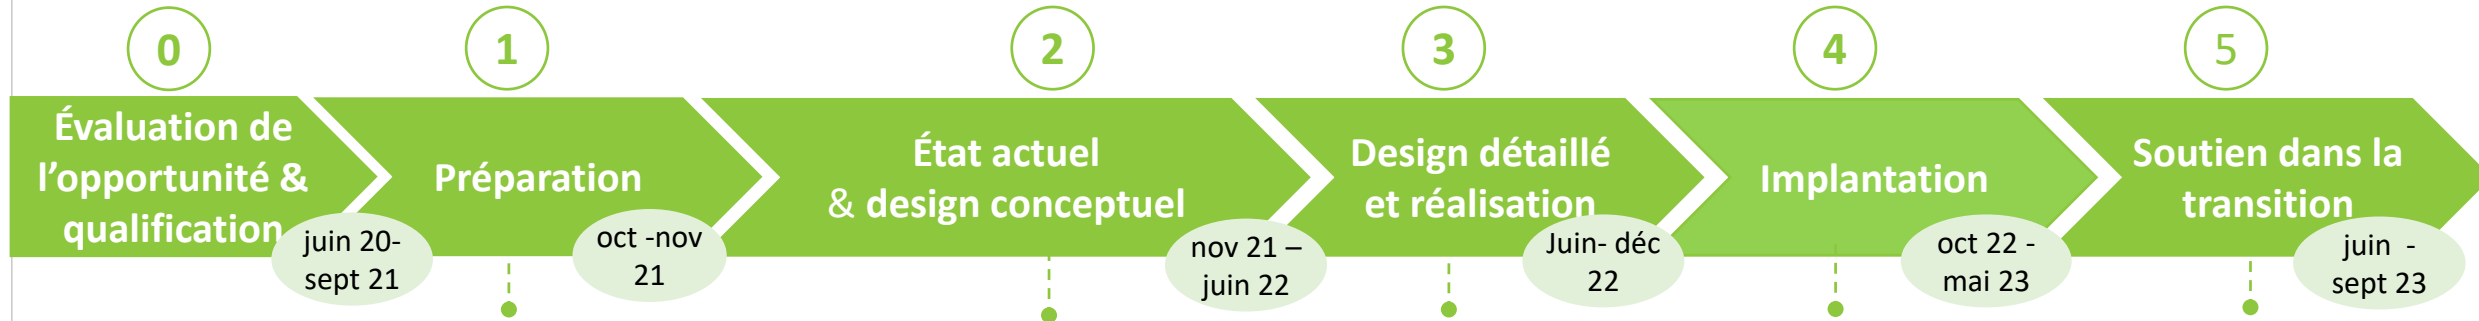 0
Évaluation de
l’opportunité &
qualification
juin 20-
sept 21
1
Préparation
oct -nov
21
2
État actuel
& design conceptuel
nov 21 –
juin 22
3
Design détaillé
et réalisation
Juin- déc
22
4
Implantation
oct 22 -
mai 23
5
Soutien dans la
transition
juin -
sept 23